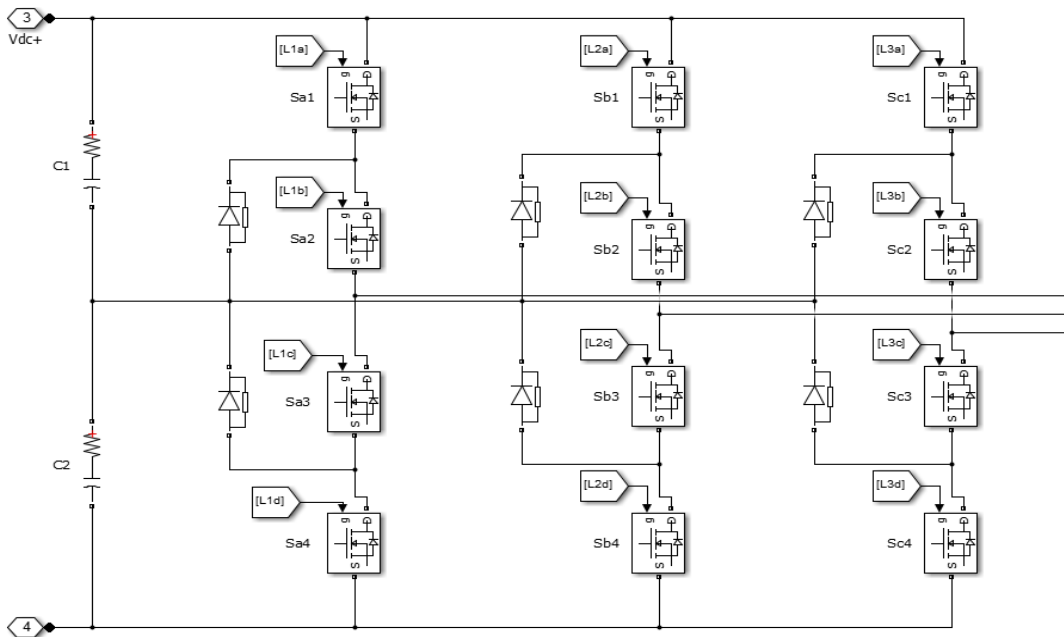 3
Vdc+
[L1a]
[L2a]
[L3a]
g D
g D
g D
Sa1
Sb1
Sc1
S
S
S
C1
[L1b]
[L2b]
[L3b]
g D
g D
g D
Sa2
Sb2
Sc2
S
S
S
[L1c]
[L2c]
[L3c]
g D
g D
g D
Sa3
Sb3
Sc3
S
S
S
C2
[L1d]
[L2d]
[L3d]
g D
g D
g D
Sa4
Sb4
Sc4
S
S
S
4